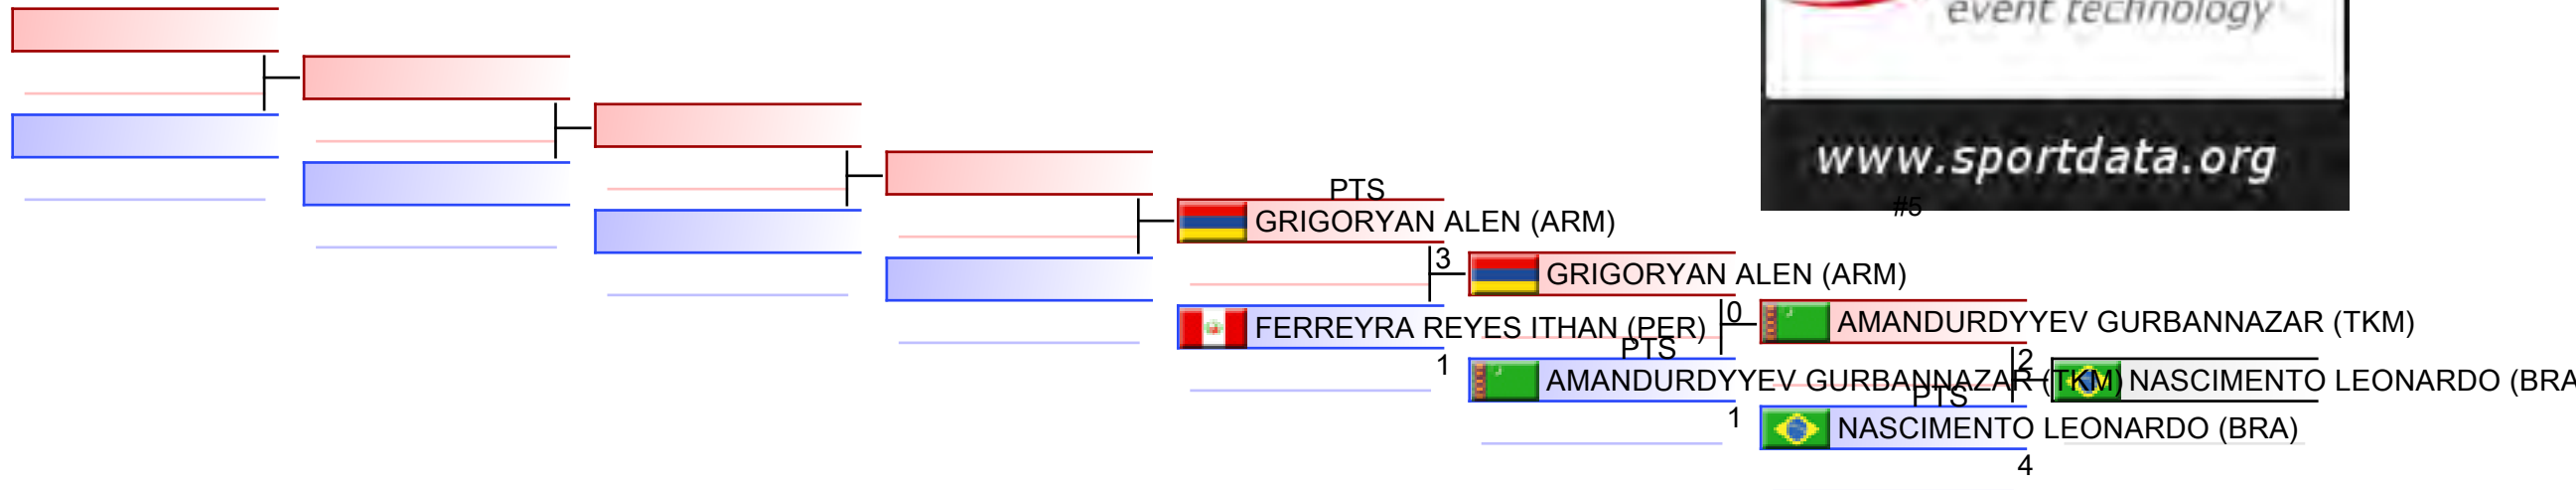 event technology
www.sportdata.org
#5
PTS
GRIGORYAN ALEN (ARM)
3
GRIGORYAN ALEN (ARM)
FERREYRA REYES ITHAN (PER)
1
0
AMANDURDYYEV GURBANNAZAR (TKM)
PTS
AMANDURDYYEV GURBANNAZAR (TKM)
1
2
NASCIMENTO LEONARDO (BRA
PTS
NASCIMENTO LEONARDO (BRA)
4